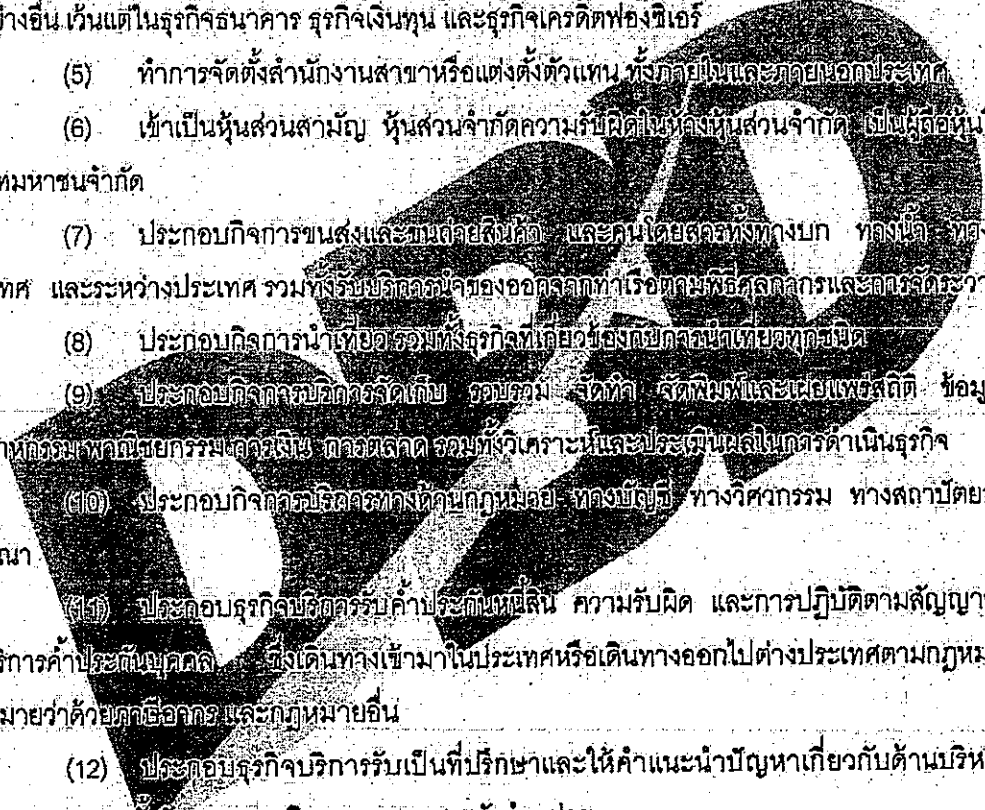 ย่างอื่น เว้นแต่ในธุรกิจธนาคาร ธุรกิจเงินทุน และธุรกิจเครดิตฟองซิเอร์
(5) ทำการจัดตั้งสำนักงานสาขาหรือแต่งตั้งตัวแทน ทั้งภายในและภายนอกประเทศ
(6) เข้าเป็นหุ้นส่วนสามัญ หุ้นส่วนจำกัดความรับผิดในห้างหุ้นส่วนจำกัด เป็นผู้ถือหุ้น
ทมหาชนจำกัด
(7) ประกอบกิจการขนส่งและขนถ่ายสินค้า และคนโดยสารทั้งทางบก ทางน้ำ ทาง
ทศ และระหว่างประเทศ รวมทั้งรับบริการนำของออกจากท่าเรือตามพิธีศุลกากรและการจัดระวา
(8) ประกอบกิจการนำเที่ยว รวมทั้งธุรกิจที่เกี่ยวข้องกับการนำเที่ยวทุกชนิด
(9) ประกอบกิจการบริการจัดเก็บ รวบรวม จัดทำ จัดพิมพ์และเผยแพร่สถิติ ข้อมู
าหกรรม พาณิชยกรรม การเงิน การตลาด รวมทั้งวิเคราะห์และประเมินผลในการดำเนินธุรกิจ
(10) ประกอบกิจการบริการทางด้านกฎหมาย ทางบัญชี ทางวิศวกรรม ทางสถาปัตย
ณา
(11) ประกอบธุรกิจบริการรับค้ำประกันหนี้สิน ความรับผิด และการปฏิบัติตามสัญญา
ริการค้ำประกันบุคคล ซึ่งเดินทางเข้ามาในประเทศหรือเดินทางออกไปต่างประเทศตามกฎหม
หมายว่าด้วยภาษีอากร และกฎหมายอื่น
(12) ประกอบธุรกิจบริการรับเป็นที่ปรึกษาและให้คำแนะนำปัญหาเกี่ยวกับด้านบริห
DBD